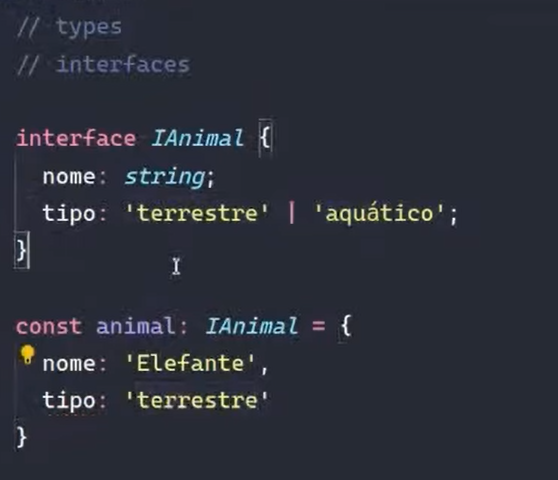 // types
// interfaces
interface IAnimal {
nome: string;
tipo: 'terrestre' | 'aquático';
}
const animal: IAnimal = {
nome: 'Elefante',
tipo: 'terrestre'
}